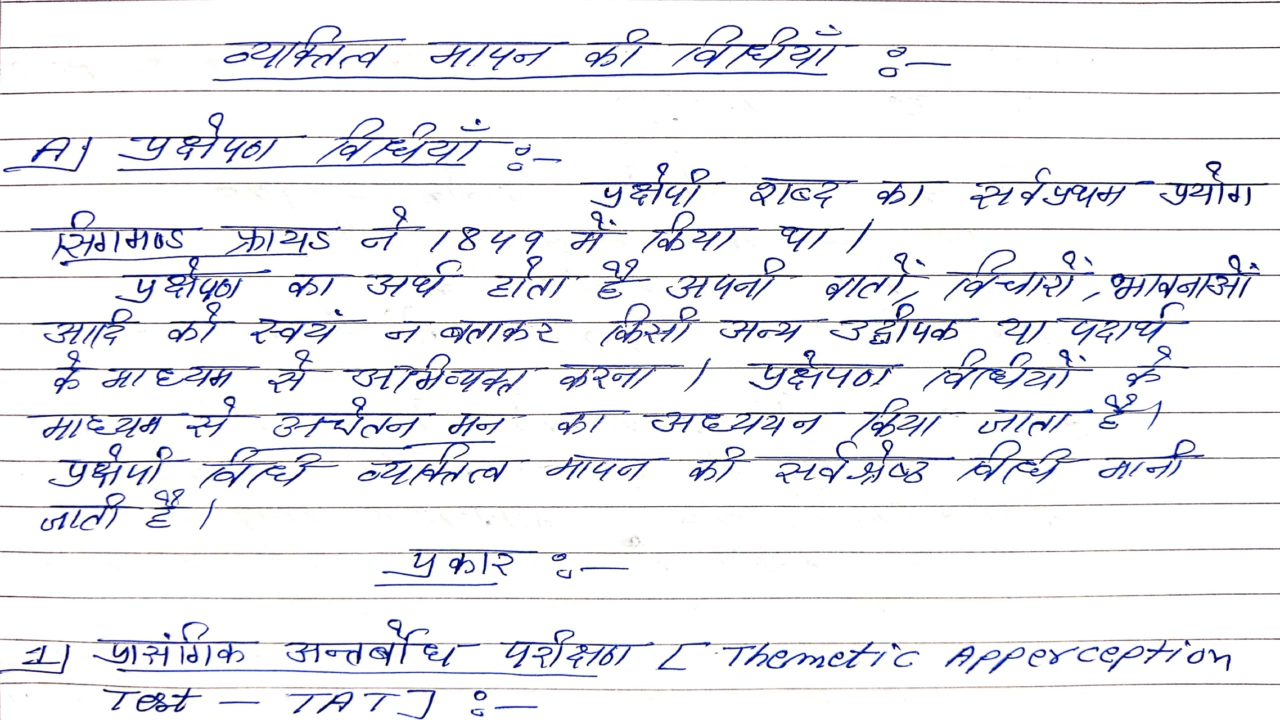 व्यक्तित्व मापन की विधियाँ :-
A] प्रक्षेपण विधियाँ :-
प्रक्षेपी शब्द का सर्वप्रथम प्रयोग
सिगमण्ड फ्रायड ने 1849 में किया था।
प्रक्षेपण का अर्थ होता है अपनी बातों, विचारों, भावनाओं
आदि को स्वयं न बताकर किसी अन्य उद्दीपक या पदार्थ
के माध्यम से अभिव्यक्त करना। प्रक्षेपण विधियों के
माध्यम से अचेतन मन का अध्ययन किया जाता है।
प्रक्षेपी विधि व्यक्तित्व मापन की सर्वश्रेष्ठ विधि मानी
जाती है।
प्रकार :-
1] प्रासंगिक अन्तर्बोध परीक्षण [ Themetic Apperception
Test - TAT] :-